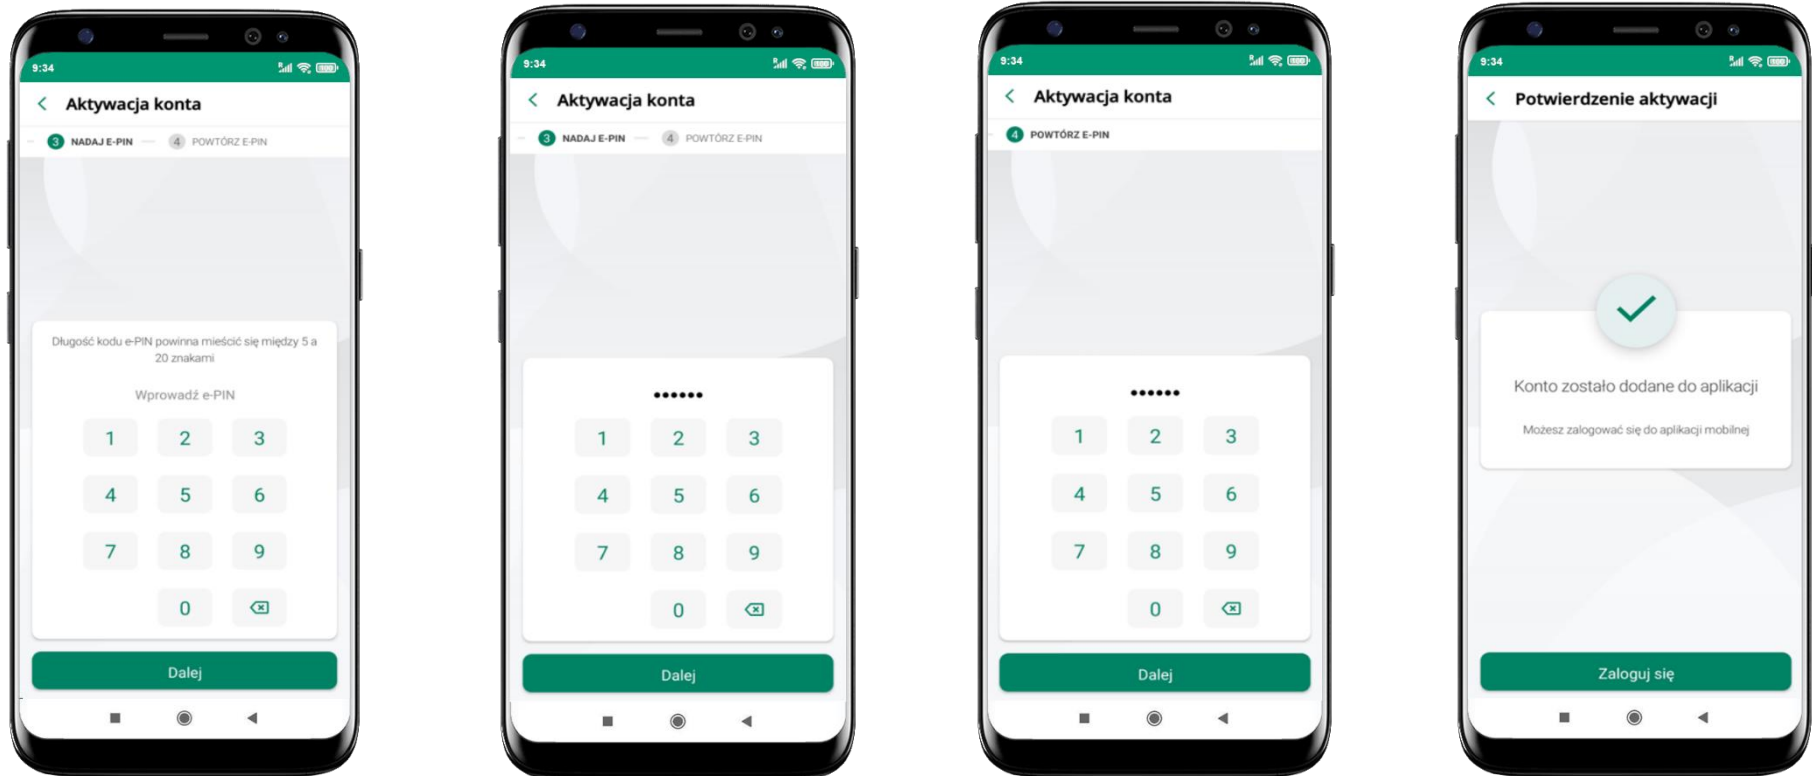 9:34
Aktywacja konta
3 NADAJ E-PIN 4 POWTÓRZ E-PIN
Długość kodu e-PIN powinna mieścić się między 5 a
20 znakami
Wprowadź e-PIN
1 2 3
4 5 6
7 8 9
0
Dalej
9:34
Aktywacja konta
3 NADAJ E-PIN 4 POWTÓRZ E-PIN
••••••
1 2 3
4 5 6
7 8 9
0
Dalej
9:34
Aktywacja konta
4 POWTÓRZ E-PIN
••••••
1 2 3
4 5 6
7 8 9
0
Dalej
9:34
Potwierdzenie aktywacji
Konto zostało dodane do aplikacji
Możesz zalogować się do aplikacji mobilnej
Zaloguj się